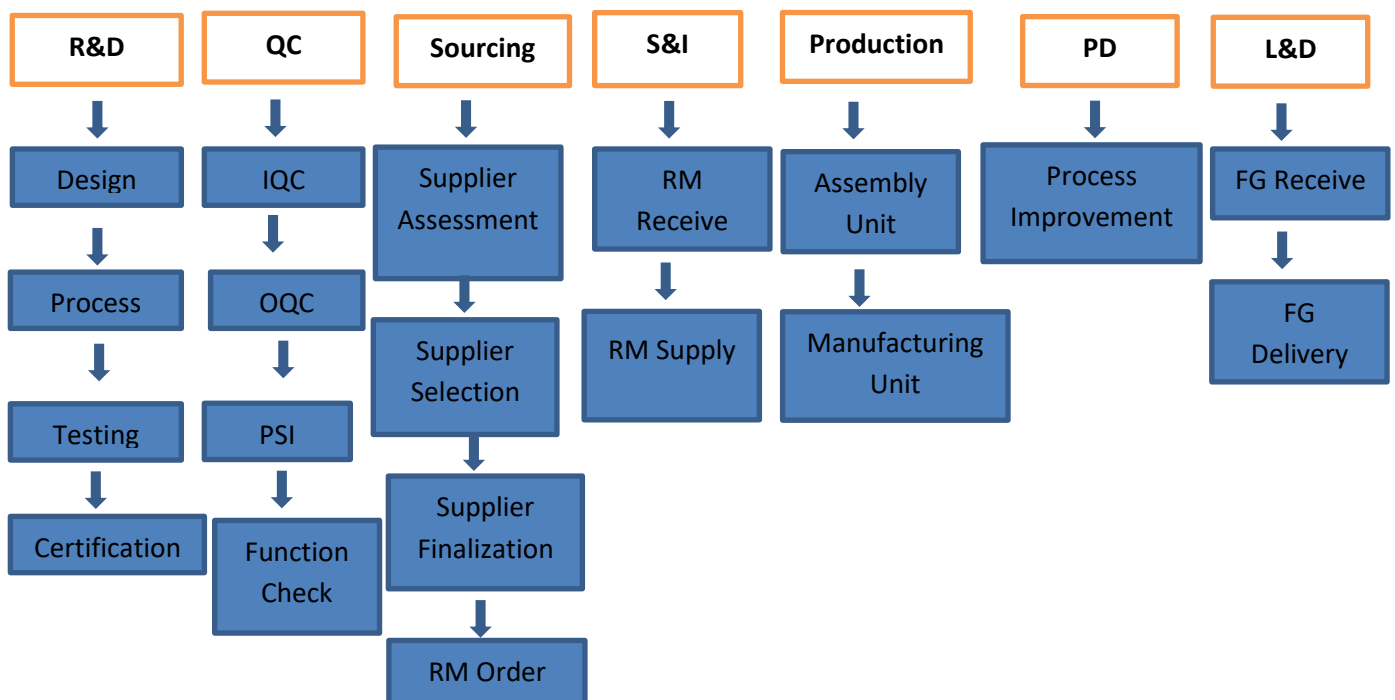 R&D
QC
Sourcing
S&I
Production
PD
L&D
Design
IQC
Supplier
Assessment
RM
Receive
Assembly
Unit
Process
Improvement
FG Receive
Process
OQC
Supplier
Selection
RM Supply
Manufacturing
Unit
FG
Delivery
Testing
PSI
Supplier
Finalization
Certification
Function
Check
RM Order